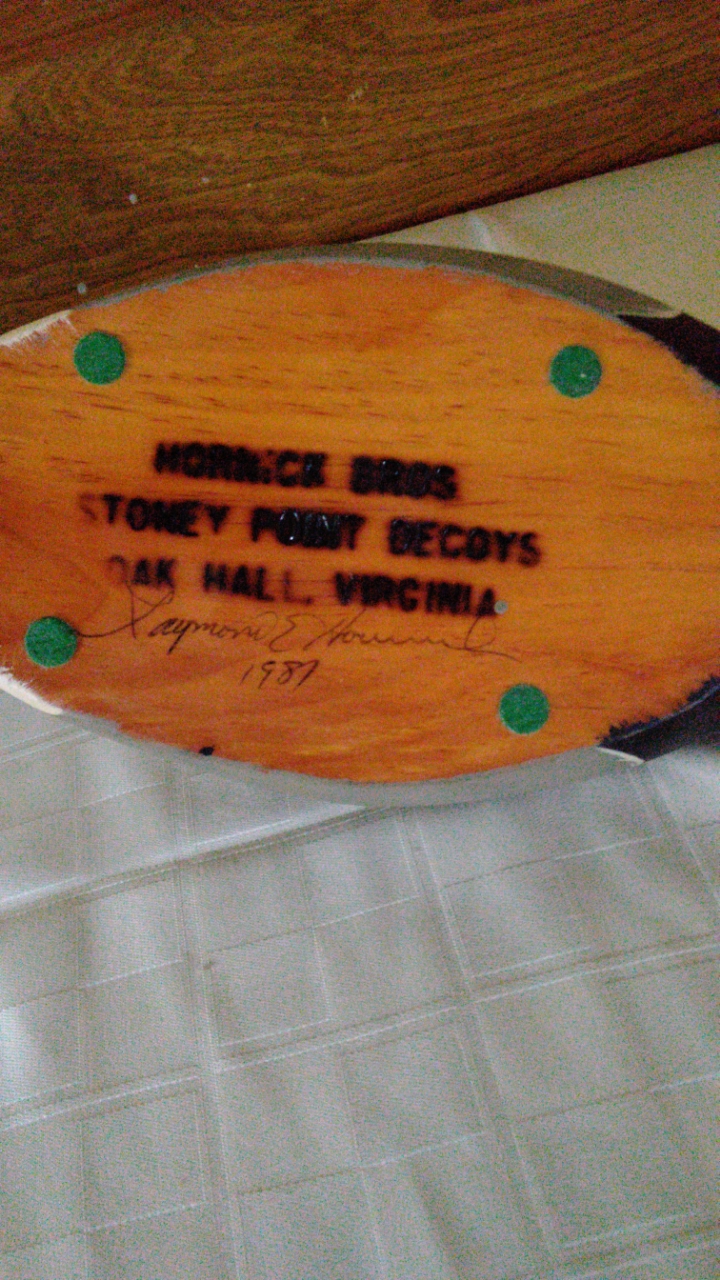 HORNICK BROS
STONEY POINT DECOYS
OAK HALL, VIRGINIA
Raymond E Hornick
1987